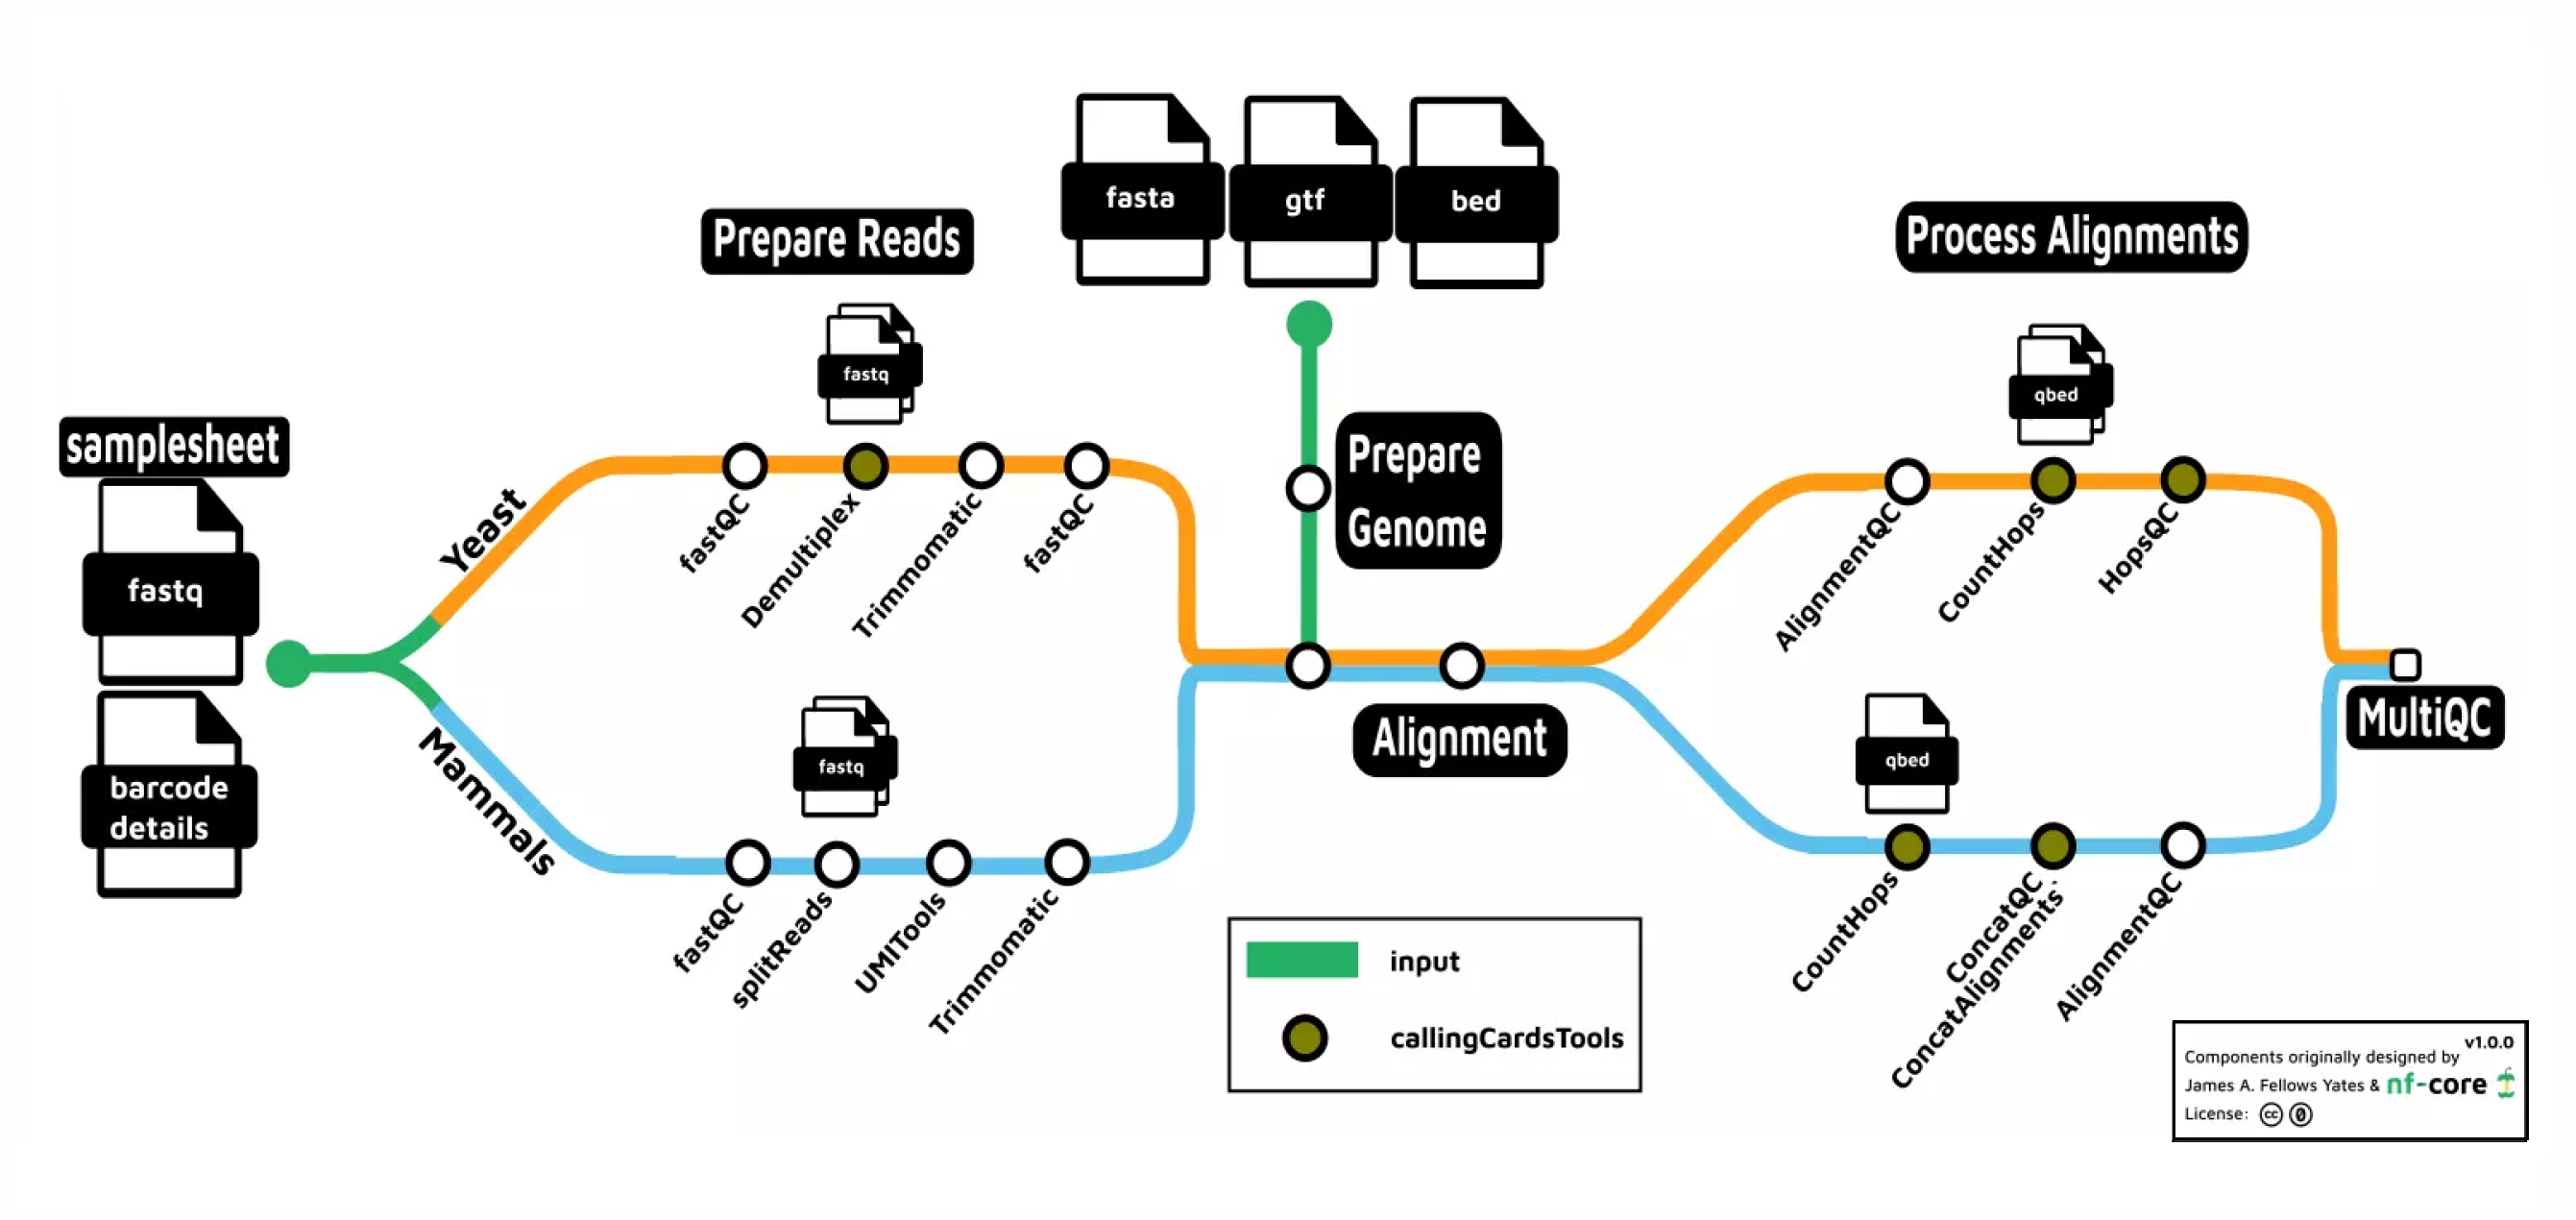 samplesheet
fastq
barcode
details
Yeast
Mammals
Prepare Reads
fastq
fastQC
Demultiplex
Trimmomatic
fastQC
fastq
fastQC
splitReads
UMITools
Trimmomatic
fasta
gtf
bed
Prepare
Genome
Alignment
Process Alignments
qbed
AlignmentQC
CountHops
HopsQC
qbed
CountHops
ConcatQC
ConcatAlignments
AlignmentQC
MultiQC
input
callingCardsTools
v1.0.0
Components originally designed by
James A. Fellows Yates & nf-core
License: cc 0